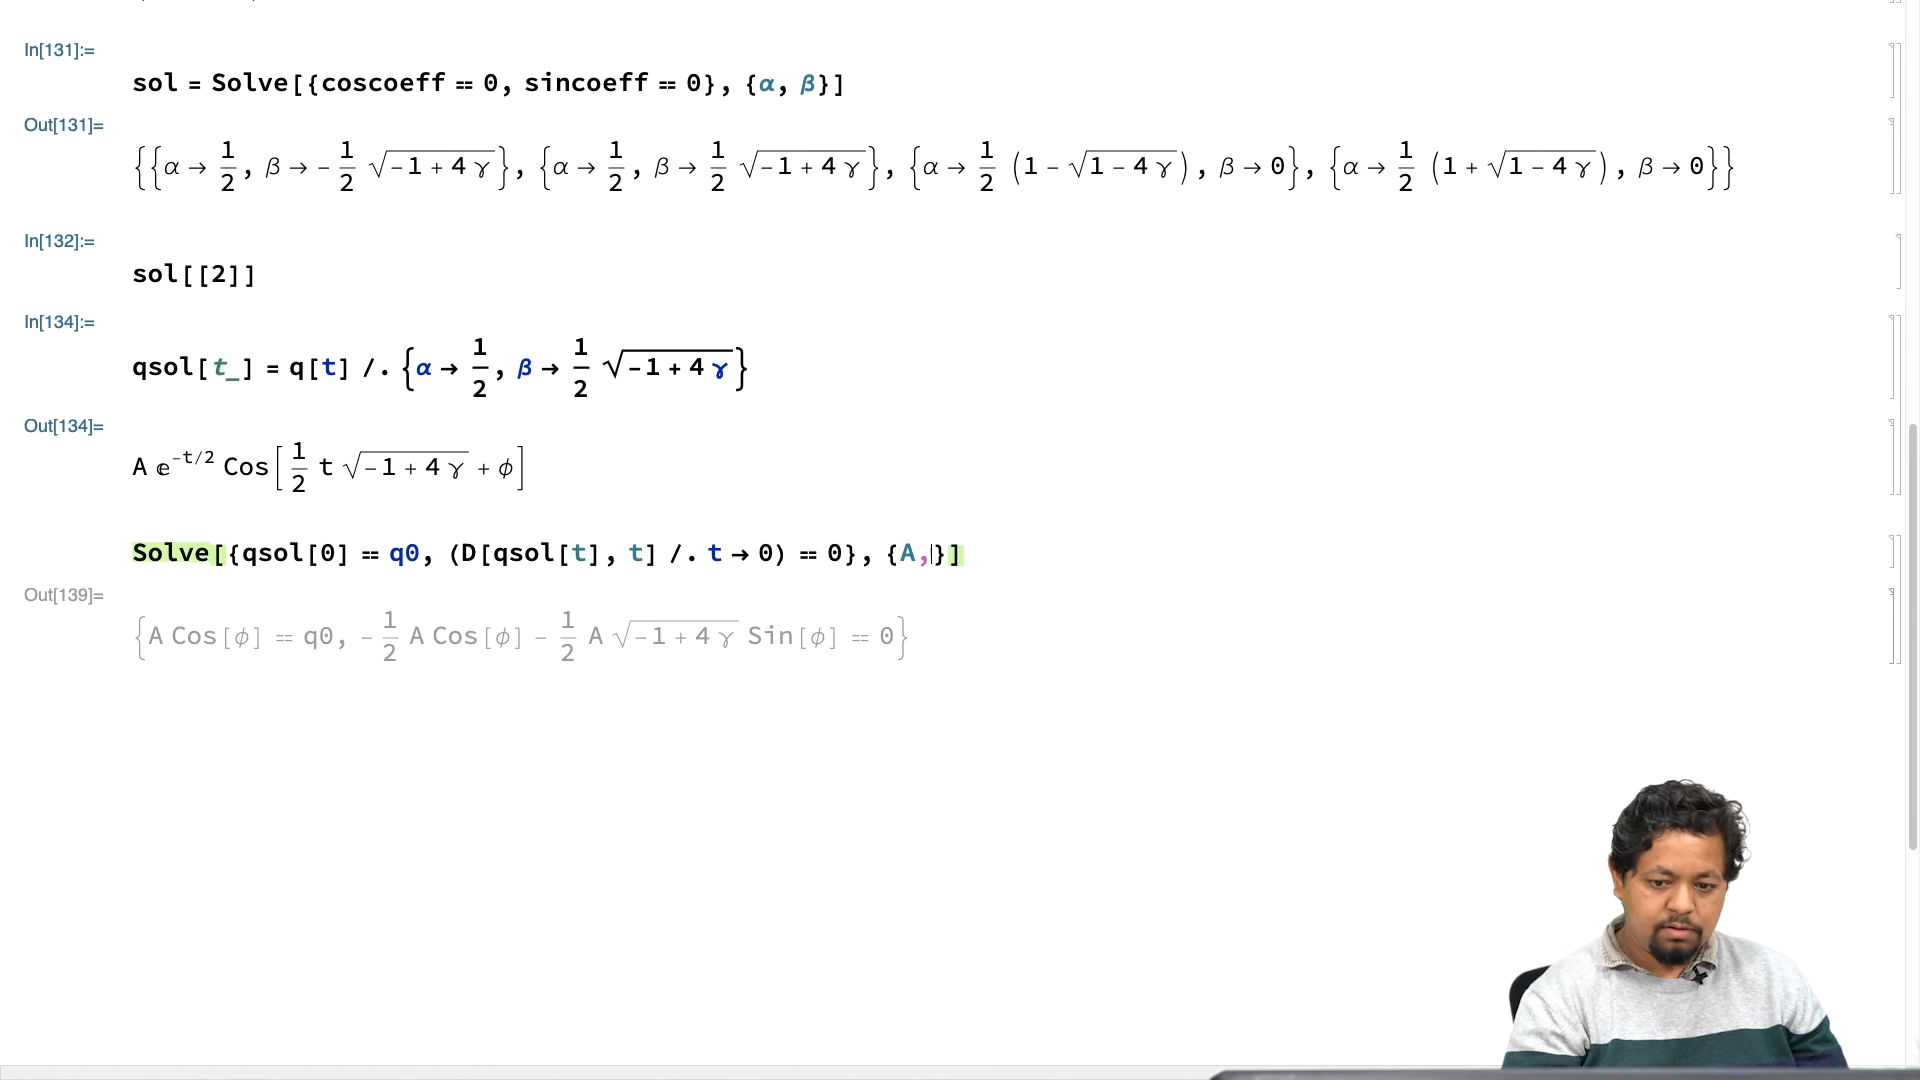 In[131]:=
sol = Solve[{coscoeff == 0, sincoeff == 0}, {α, β}]
Out[131]=
{{α → 1/2, β → - 1/2 √(-1 + 4 γ)}, {α → 1/2, β → 1/2 √(-1 + 4 γ)}, {α → 1/2 (1 - √(1 - 4 γ)), β → 0}, {α → 1/2 (1 + √(1 - 4 γ)), β → 0}}
In[132]:=
sol[[2]]
In[134]:=
qsol[t_] = q[t] /. {α → 1/2, β → 1/2 √(-1 + 4 γ)}
Out[134]=
A e^(-t/2) Cos[1/2 t √(-1 + 4 γ) + ϕ]
Solve[{qsol[0] == q0, (D[qsol[t], t] /. t → 0) == 0}, {A,}]
Out[139]=
{A Cos[ϕ] == q0, - 1/2 A Cos[ϕ] - 1/2 A √(-1 + 4 γ) Sin[ϕ] == 0}